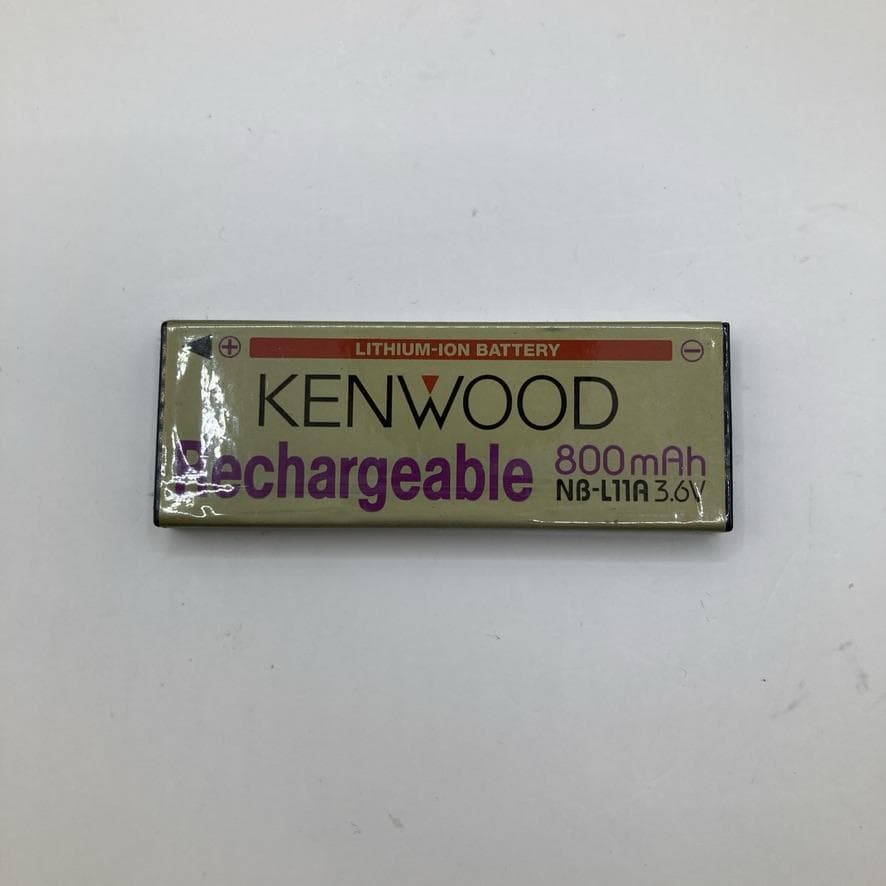 LITHIUM-ION BATTERY
KENWOOD
Rechargeable
800mAh
NB-L11A 3.6V